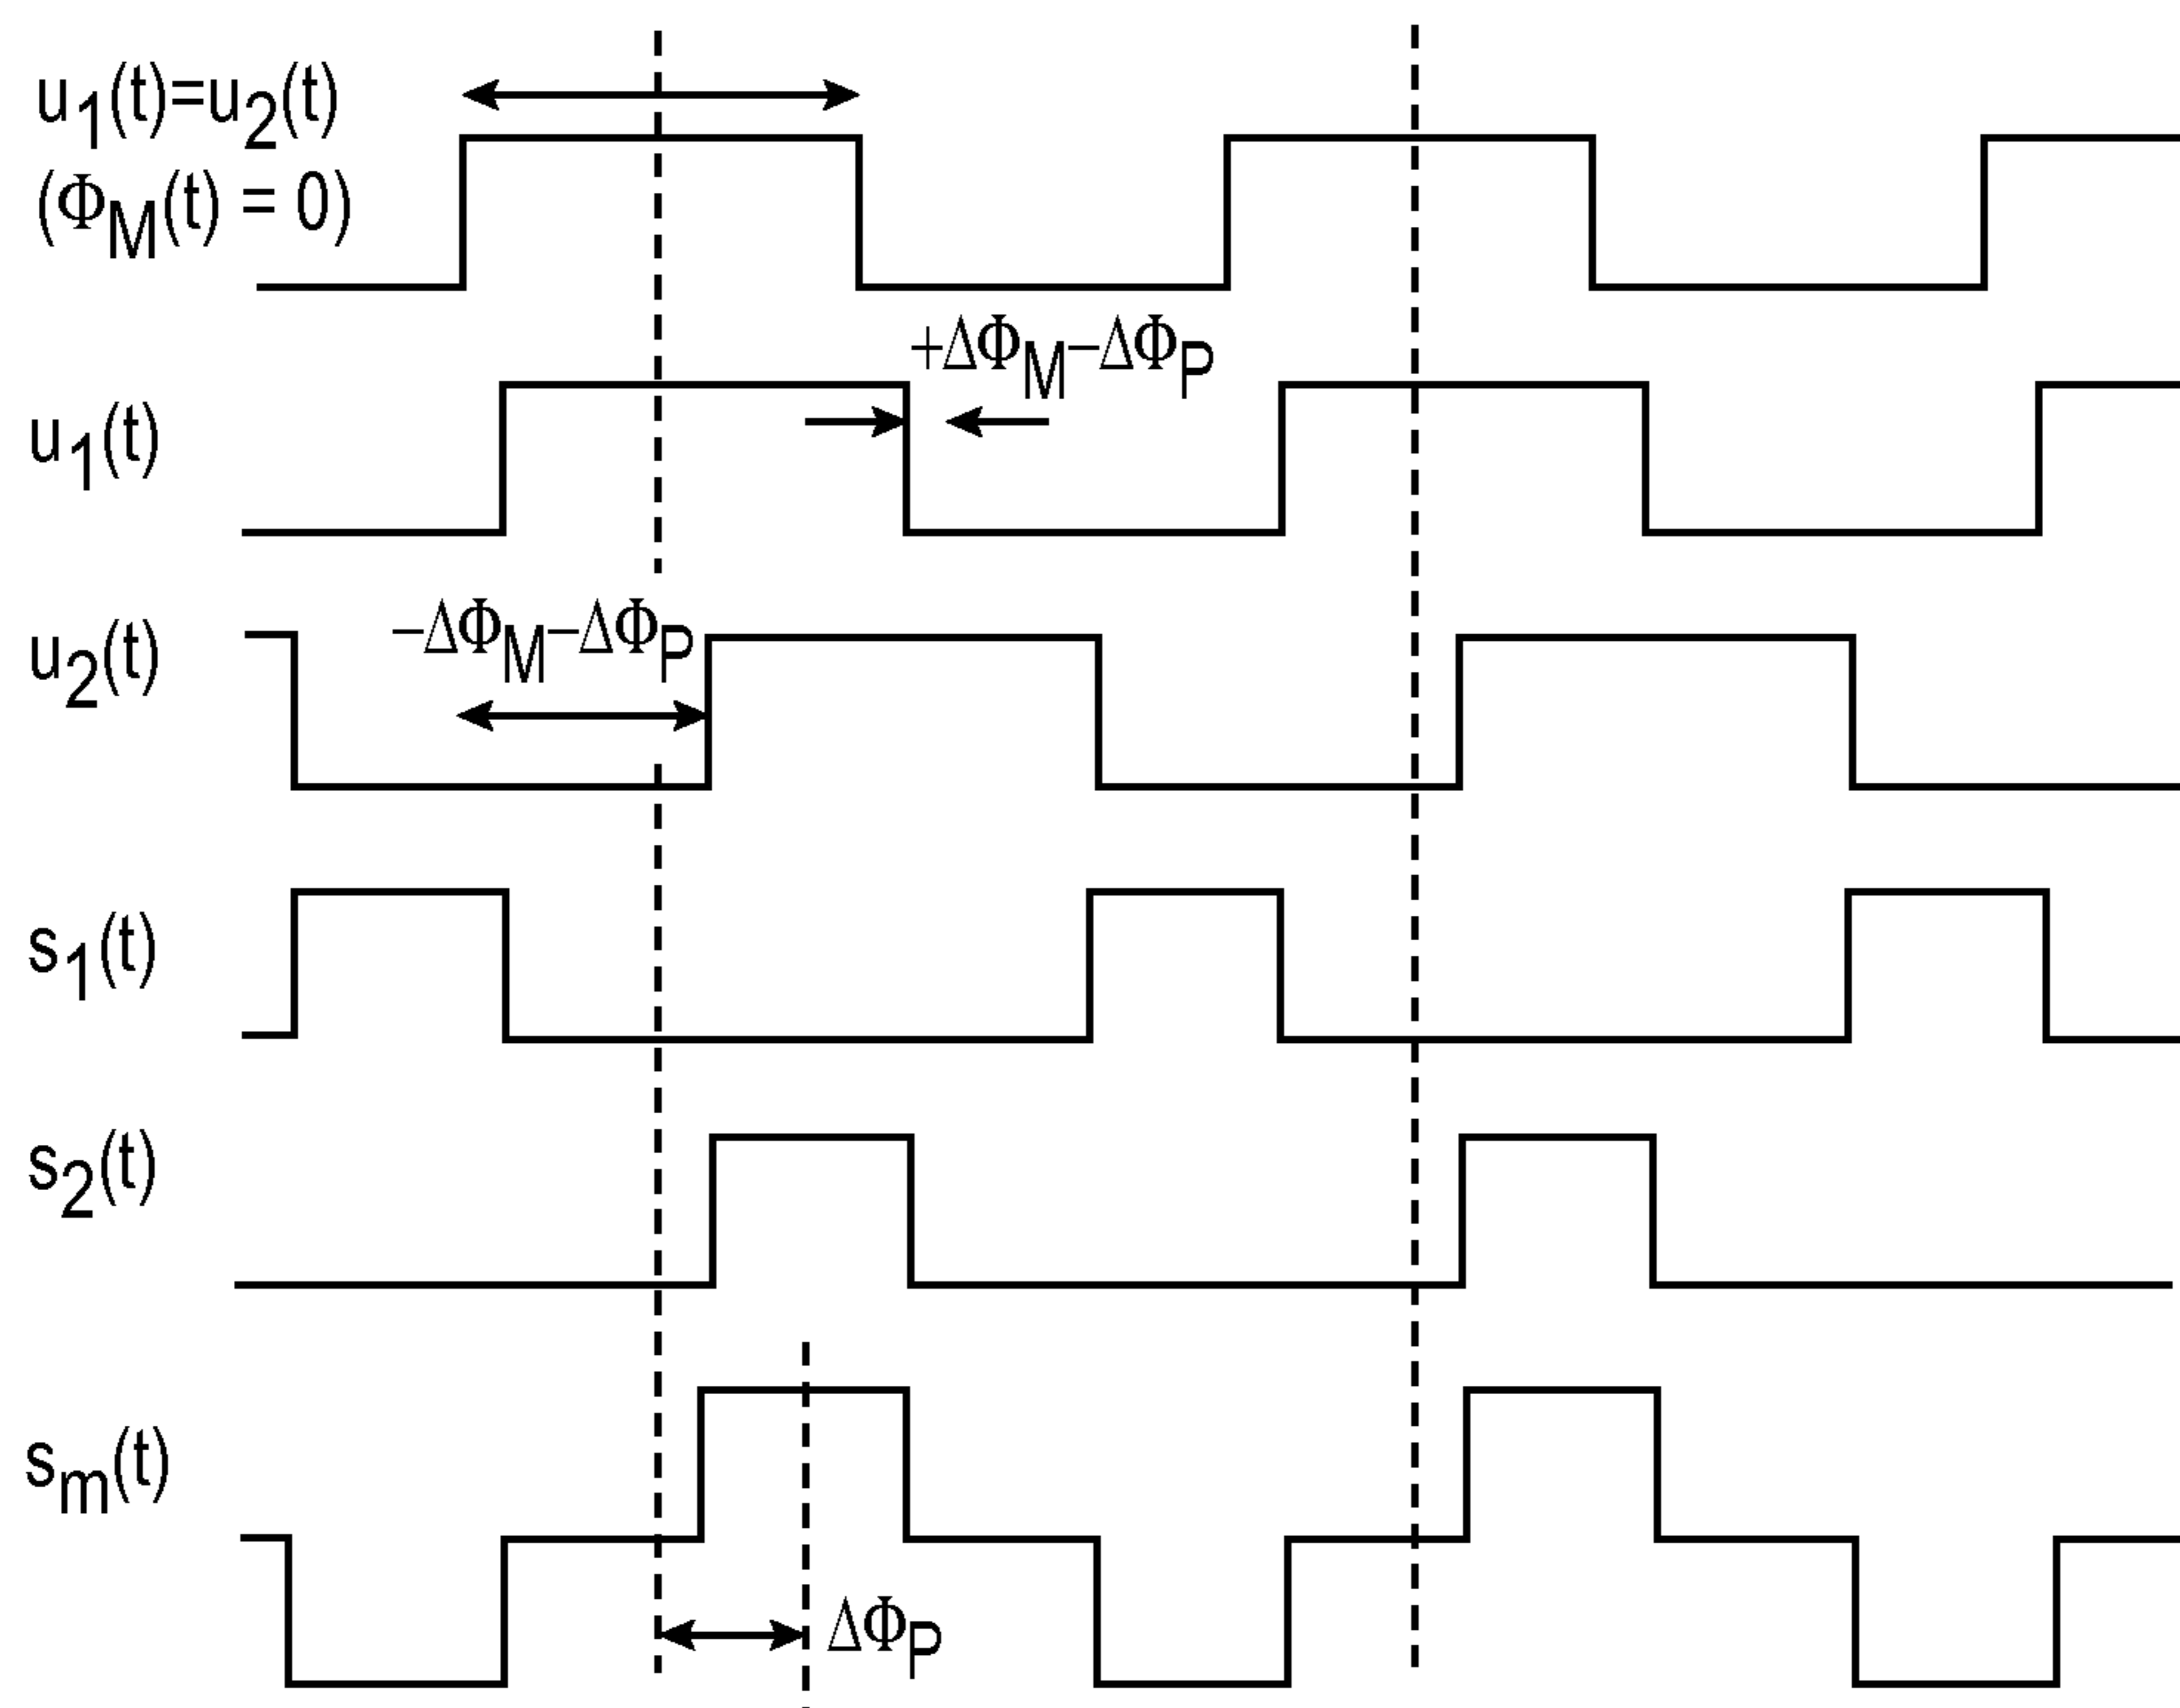 u1(t)=u2(t)
(ΦM(t) = 0)
+ΔΦM−ΔΦP
u1(t)
−ΔΦM−ΔΦP
u2(t)
s1(t)
s2(t)
sm(t)
ΔΦP